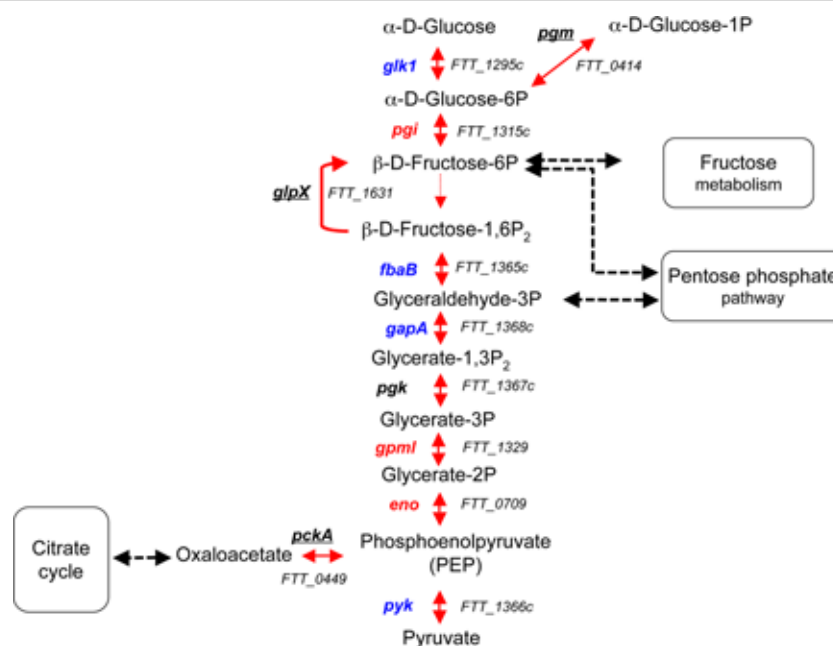 α-D-Glucose
pgm
α-D-Glucose-1P
glk1
FTT_1295c
FTT_0414
α-D-Glucose-6P
pgi
FTT_1315c
β-D-Fructose-6P
Fructose
metabolism
glpX
FTT_1631
β-D-Fructose-1,6P₂
fbaB
FTT_1365c
Glyceraldehyde-3P
Pentose phosphate
pathway
gapA
FTT_1368c
Glycerate-1,3P₂
pgk
FTT_1367c
Glycerate-3P
gpmI
FTT_1329
Glycerate-2P
eno
FTT_0709
Citrate
cycle
Oxaloacetate
pckA
FTT_0449
Phosphoenolpyruvate
(PEP)
pyk
FTT_1366c
Pyruvate